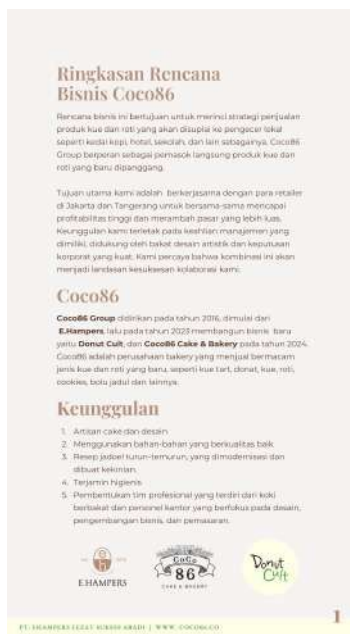 Ringkasan Rencana
Bisnis Coco86
Rencana bisnis ini bertujuan untuk merinci strategi penjualan
produk kue dan roti yang akan disuplai ke pengecer lokal
seperti kedai kopi, hotel, sekolah, dan lain sebagainya. Coco86
Group berperan sebagai pemasok langsung produk kue dan
roti yang baru dipanggang.
Tujuan utama kami adalah berkerjasama dengan para retailer
di Jakarta dan Tangerang untuk bersama-sama mencapai
profitabilitas tinggi dan merambah pasar yang lebih luas.
Keunggulan kami terletak pada keahlian manajemen yang
dimiliki, didukung oleh bakat desain artistik dan keputusan
korporat yang kuat. Kami percaya bahwa kombinasi ini akan
menjadi landasan kesuksesan kolaborasi kami.
Coco86
Coco86 Group didirikan pada tahun 2016, dimulai dari
E.Hampers, lalu pada tahun 2023 membangun bisnis baru
yaitu Donut Cult, dan Coco86 Cake & Bakery pada tahun 2024.
Coco86 adalah perusahaan bakery yang menjual bermacam
jenis kue dan roti yang baru, seperti kue tart, donat, kue, roti,
cookies, bolu jadul dan lainnya.
Keunggulan
1. Artisan cake dan desain
2. Menggunakan bahan-bahan yang berkualitas baik
3. Resep jadoel turun-temurun, yang dimodernisasi dan
dibuat kekinian.
4. Terjamin higienis
5. Pembentukan tim profesional yang terdiri dari koki
berbakat dan personel kantor yang berfokus pada desain,
pengembangan bisnis, dan pemasaran.
eh
E.HAMPERS
CoCo
86
CAKE & BAKERY
Donut
Cult
1
PT. EHAMPERS LEZAT SUKSES ABADI | WWW. COCO86.CO